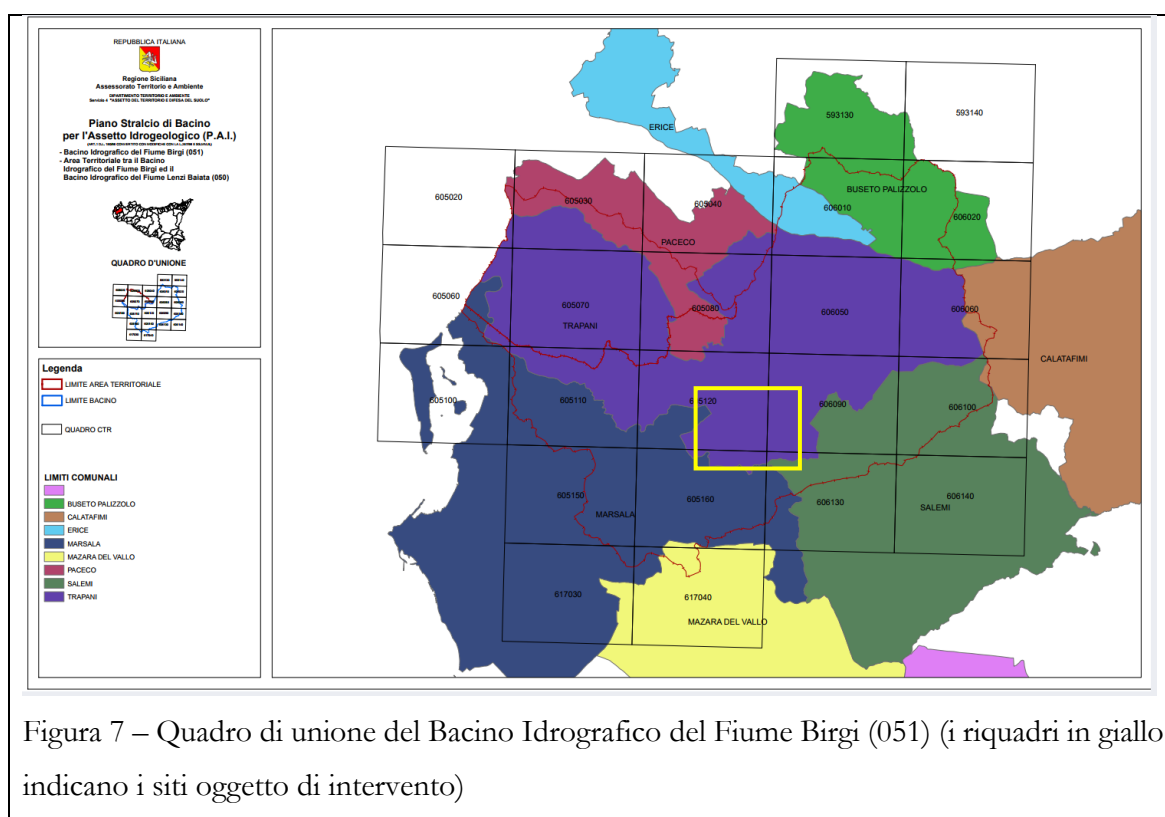 REPUBBLICA ITALIANA
Regione Siciliana
Assessorato Territorio e Ambiente
DIPARTIMENTO TERRITORIO E AMBIENTE
Servizio 4 "ASSETTO DEL TERRITORIO E DIFESA DEL SUOLO"
Piano Stralcio di Bacino
per l'Assetto Idrogeologico (P.A.I.)
- Bacino Idrografico del Fiume Birgi (051)
- Area Territoriale tra il Bacino
Idrografico del Fiume Birgi ed il
Bacino Idrografico del Fiume Lenzi Baiata (050)
QUADRO D'UNIONE
Legenda
LIMITE AREA TERRITORIALE
LIMITE BACINO
QUADRO CTR
LIMITI COMUNALI
BUSETO PALIZZOLO
CALATAFIMI
ERICE
MARSALA
MAZARA DEL VALLO
PACECO
SALEMI
TRAPANI
593130
593140
ERICE
BUSETO PALIZZOLO
605020
605030
605040
606010
606020
PACECO
605060
605070
605080
606050
606060
TRAPANI
CALATAFIMI
605100
605110
605120
606090
606100
605150
605160
606130
606140
MARSALA
SALEMI
617030
617040
MAZARA DEL VALLO
Figura 7 – Quadro di unione del Bacino Idrografico del Fiume Birgi (051) (i riquadri in giallo
indicano i siti oggetto di intervento)